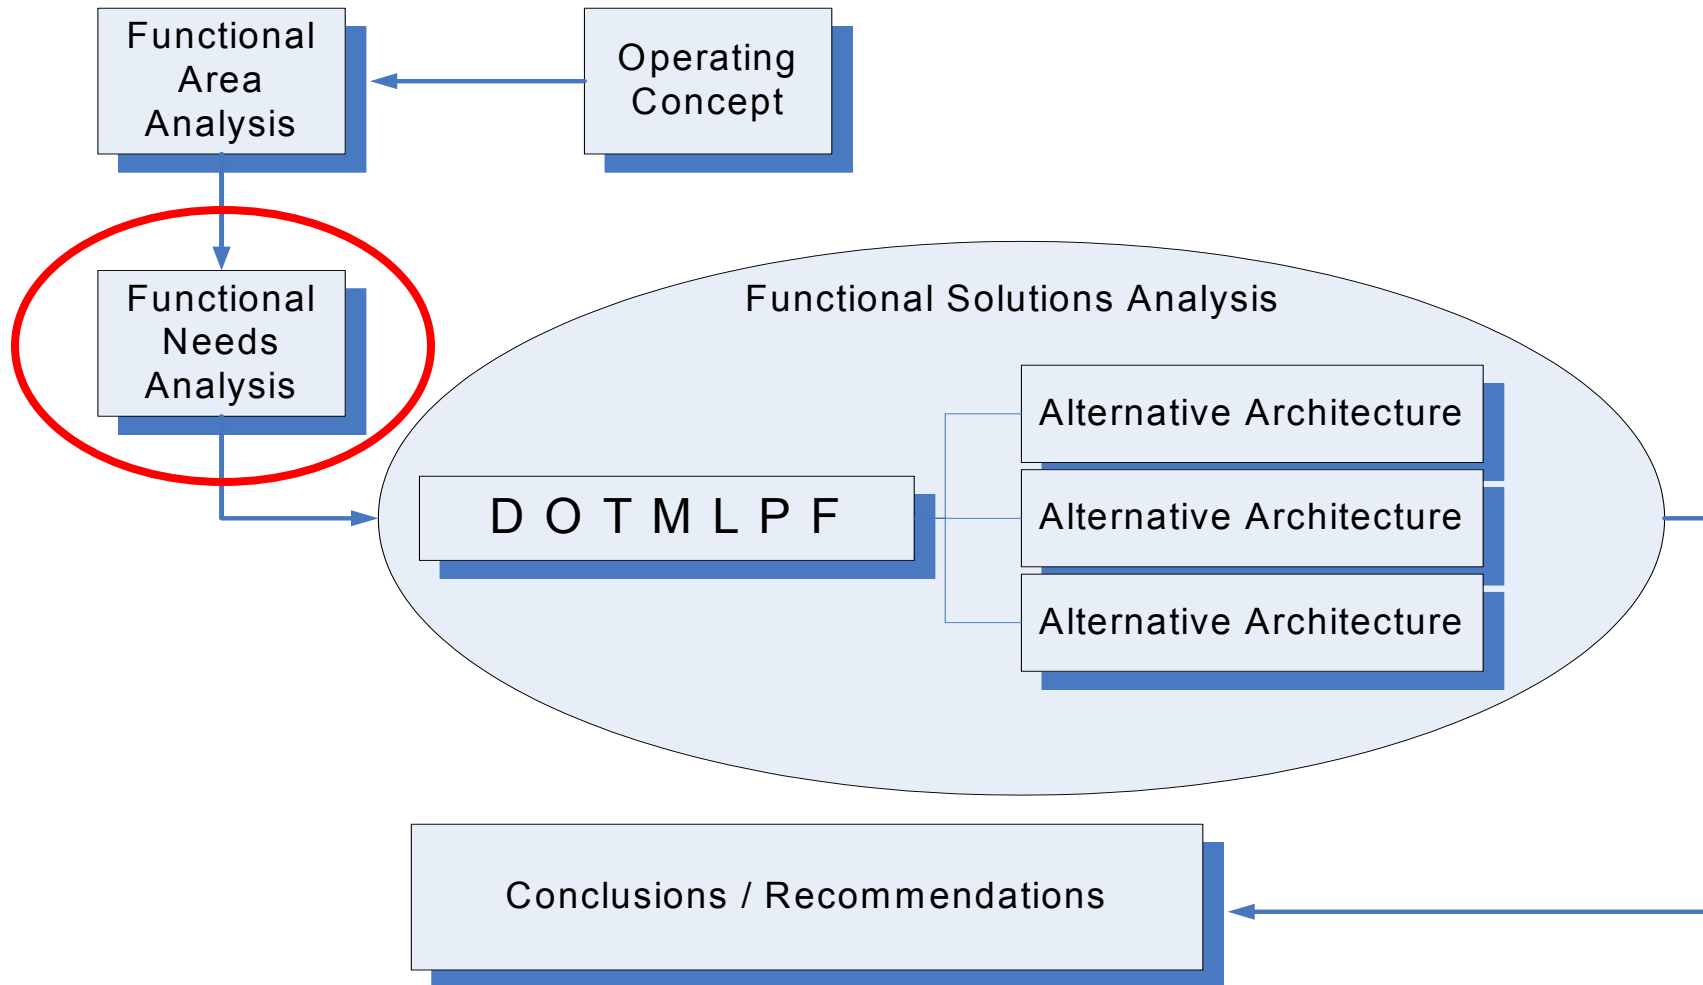 Functional
Area
Analysis
Operating
Concept
Functional
Needs
Analysis
Functional Solutions Analysis
D O T M L P F
Alternative Architecture
Alternative Architecture
Alternative Architecture
Conclusions / Recommendations